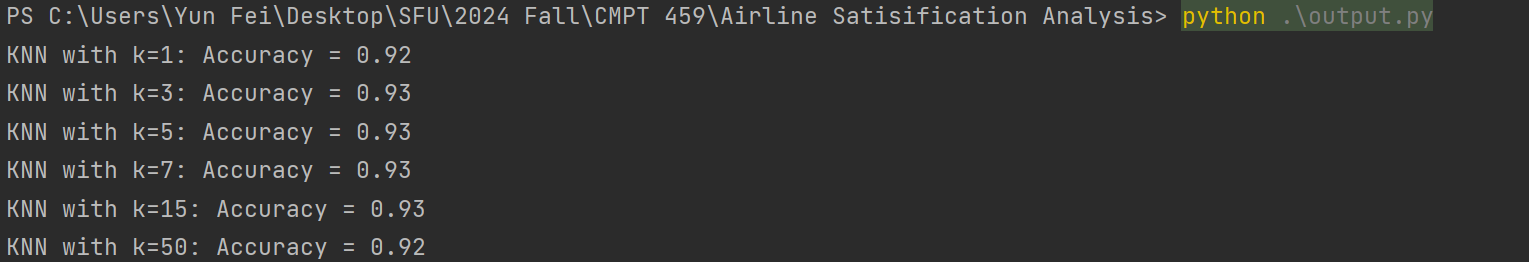 PS C:\Users\Yun Fei\Desktop\SFU\2024 Fall\CMPT 459\Airline Satisification Analysis> python .\output.py
KNN with k=1: Accuracy = 0.92
KNN with k=3: Accuracy = 0.93
KNN with k=5: Accuracy = 0.93
KNN with k=7: Accuracy = 0.93
KNN with k=15: Accuracy = 0.93
KNN with k=50: Accuracy = 0.92